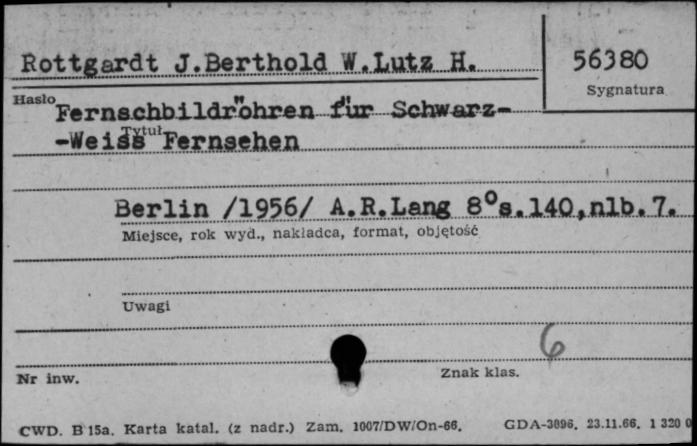 Rottgardt J.Berthold W.Lutz H.
56380
Sygnatura
Hasło
Fernschbildröhren für Schwarz-
Tytuł
-Weiss Fernsehen
Berlin /1956/ A.R.Lang 8°s.140,nlb.7.
Miejsce, rok wyd., nakładca, format, objętość
Uwagi
6
Nr inw.
Znak klas.
CWD. B 15a. Karta katal. (z nadr.) Zam. 1007/DW/On-66. GDA-3096. 23.11.66. 1 320 0